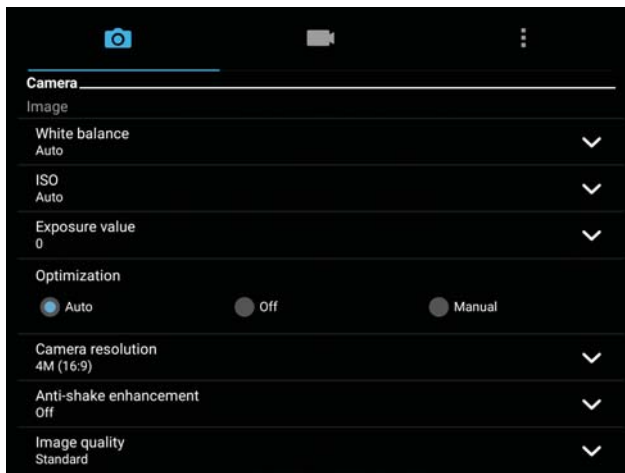 Camera
Image
White balance
Auto
ISO
Auto
Exposure value
0
Optimization
Auto Off Manual
Camera resolution
4M (16:9)
Anti-shake enhancement
Off
Image quality
Standard